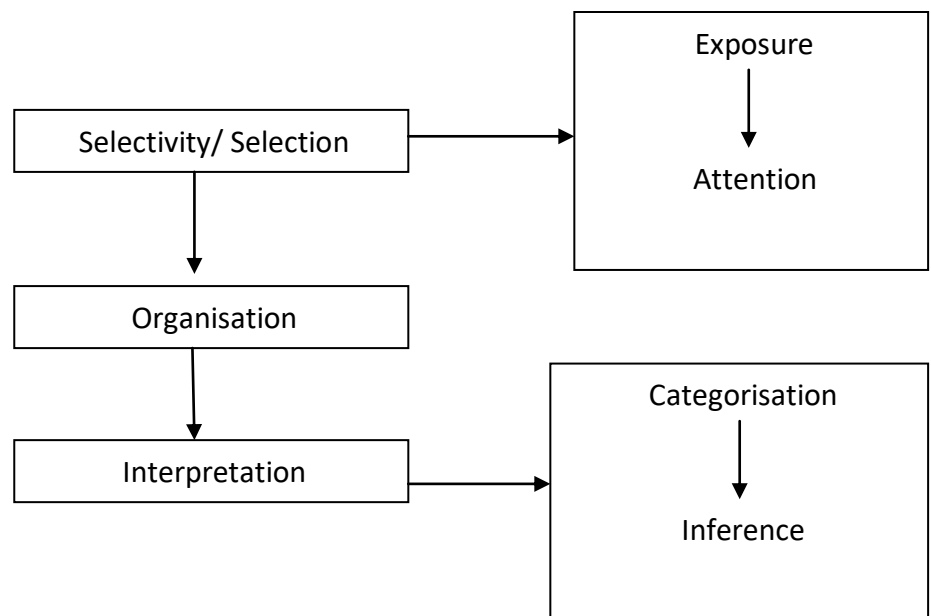 Exposure
Selectivity/ Selection
Attention
Organisation
Categorisation
Interpretation
Inference